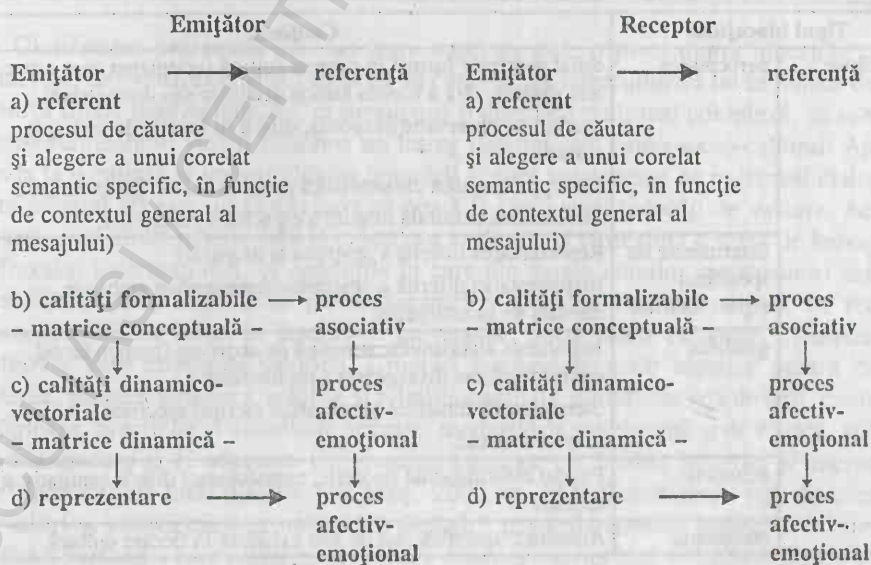 Emiţător
Emiţător referenţă
a) referent
procesul de căutare
şi alegere a unui corelat
semantic specific, în funcţie
de contextul general al
mesajului)
b) calităţi formalizabile proces
– matrice conceptuală – asociativ
c) calităţi dinamico- proces
vectoriale afectiv-
– matrice dinamică – emoţional
d) reprezentare proces
afectiv-
emoţional
Receptor
Emiţător referenţă
a) referent
procesul de căutare
şi alegere a unui corelat
semantic specific, în funcţie
de contextul general al
mesajului)
b) calităţi formalizabile proces
– matrice conceptuală – asociativ
c) calităţi dinamico- proces
vectoriale afectiv-
– matrice dinamică – emoţional
d) reprezentare proces
afectiv-
emoţional